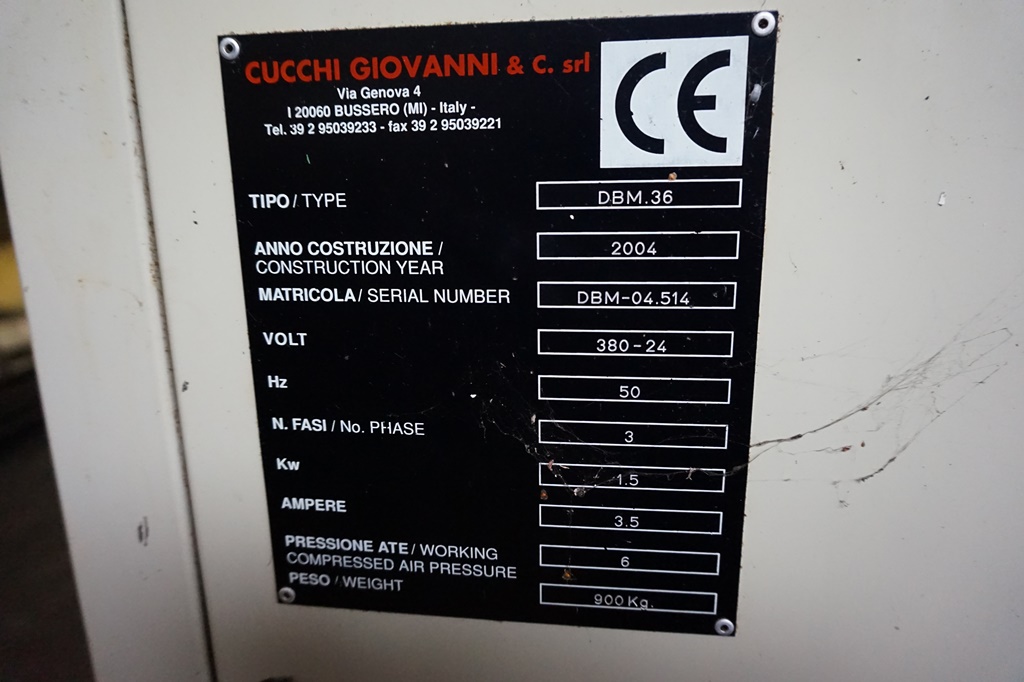 CUCCHI GIOVANNI & C. srl
Via Genova 4
I 20060 BUSSERO (MI) - Italy -
Tel. 39 2 95039233 - fax 39 2 95039221
CE
TIPO / TYPE DBM.36
ANNO COSTRUZIONE /
CONSTRUCTION YEAR 2004
MATRICOLA / SERIAL NUMBER DBM-04.514
VOLT 380-24
Hz 50
N. FASI / No. PHASE 3
Kw 1.5
AMPERE 3.5
PRESSIONE ATE / WORKING
COMPRESSED AIR PRESSURE 6
PESO / WEIGHT 900 Kg.